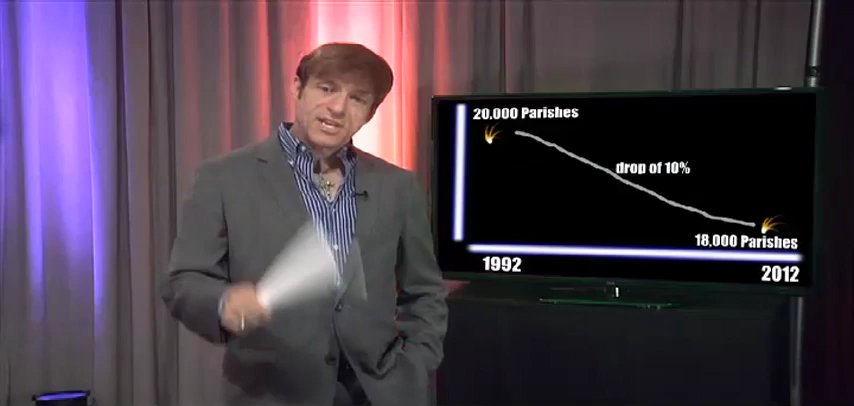 20,000 Parishes
drop of 10%
18,000 Parishes
1992
2012